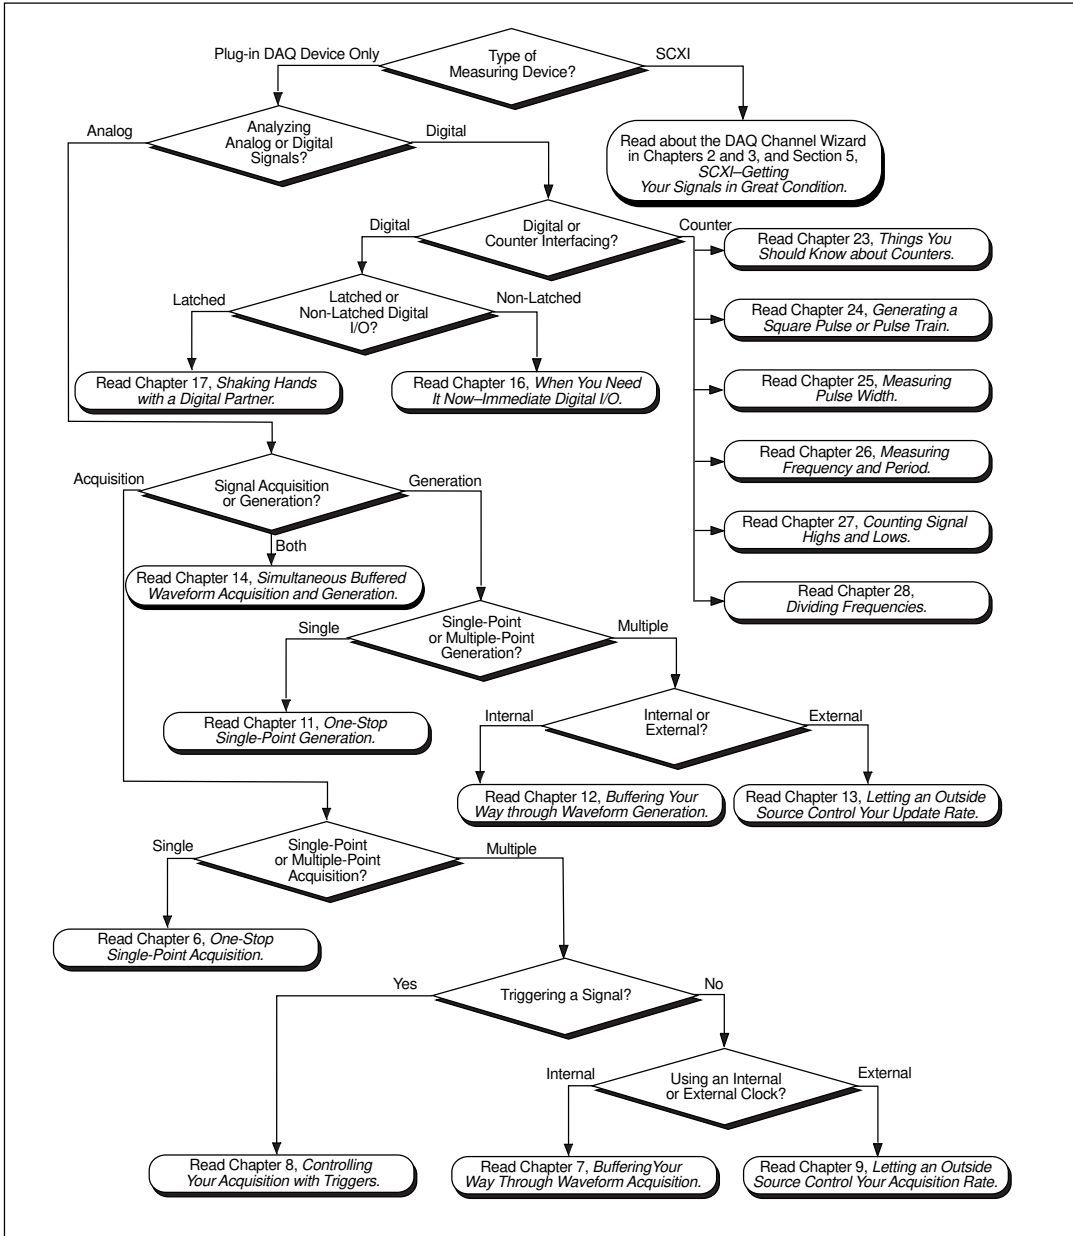 Plug-in DAQ Device Only
Type of
Measuring Device?
SCXI
Analog
Analyzing
Analog or Digital
Signals?
Digital
Read about the DAQ Channel Wizard
in Chapters 2 and 3, and Section 5,
SCXI–Getting
Your Signals in Great Condition.
Digital
Digital or
Counter Interfacing?
Counter
Read Chapter 23, Things You
Should Know about Counters.
Latched
Latched or
Non-Latched Digital
I/O?
Non-Latched
Read Chapter 24, Generating a
Square Pulse or Pulse Train.
Read Chapter 17, Shaking Hands
with a Digital Partner.
Read Chapter 16, When You Need
It Now–Immediate Digital I/O.
Read Chapter 25, Measuring
Pulse Width.
Read Chapter 26, Measuring
Frequency and Period.
Acquisition
Signal Acquisition
or Generation?
Generation
Both
Read Chapter 27, Counting Signal
Highs and Lows.
Read Chapter 14, Simultaneous Buffered
Waveform Acquisition and Generation.
Read Chapter 28,
Dividing Frequencies.
Single
Single-Point
or Multiple-Point
Generation?
Multiple
Read Chapter 11, One-Stop
Single-Point Generation.
Internal
Internal or
External?
External
Read Chapter 12, Buffering Your
Way through Waveform Generation.
Read Chapter 13, Letting an Outside
Source Control Your Update Rate.
Single
Single-Point
or Multiple-Point
Acquisition?
Multiple
Read Chapter 6, One-Stop
Single-Point Acquisition.
Yes
Triggering a Signal?
No
Internal
Using an Internal
or External Clock?
External
Read Chapter 8, Controlling
Your Acquisition with Triggers.
Read Chapter 7, BufferingYour
Way Through Waveform Acquisition.
Read Chapter 9, Letting an Outside
Source Control Your Acquisition Rate.